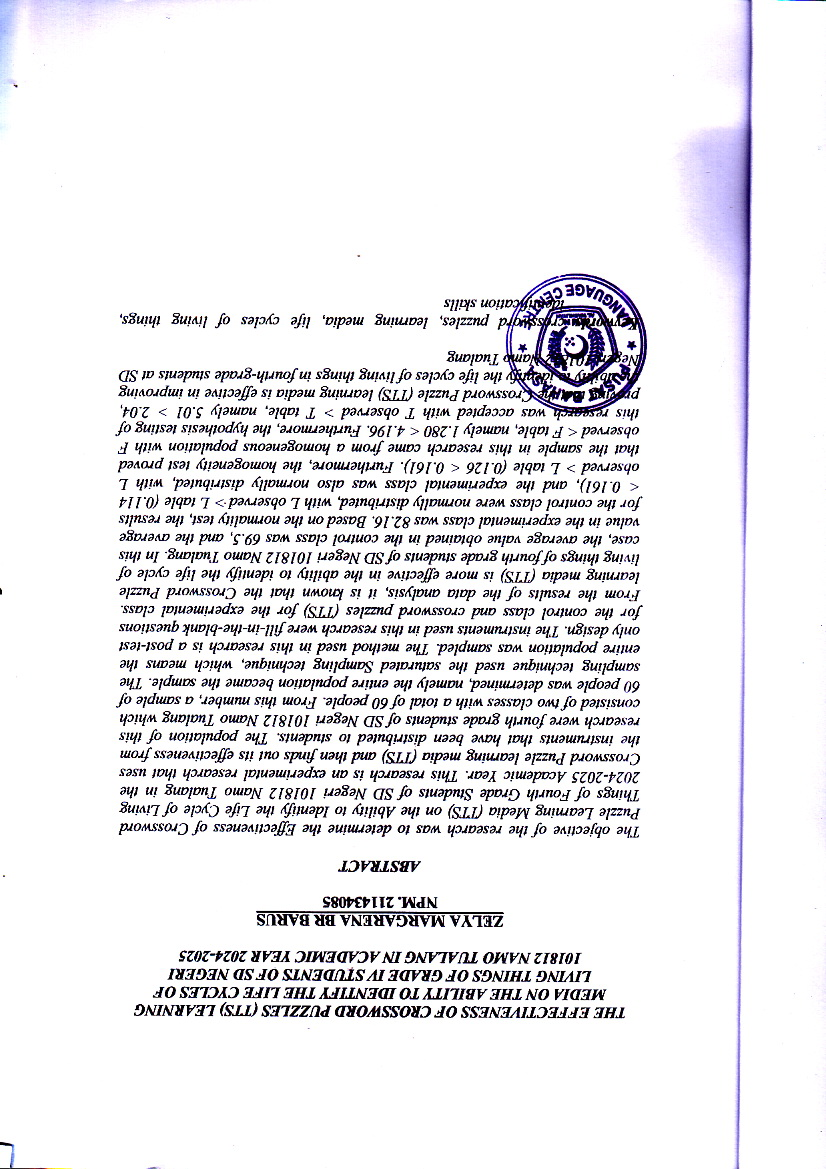 THE EFFECTIVENESS OF CROSSWORD PUZZLES (TTS) LEARNING
MEDIA ON THE ABILITY TO IDENTIFY THE LIFE CYCLES OF
LIVING THINGS OF GRADE IV STUDENTS OF SD NEGERI
101812 NAMO TUALANG IN ACADEMIC YEAR 2024-2025
ZELYA MARGARENA BR BARUS
NPM. 211434085
ABSTRACT
The objective of the research was to determine the Effectiveness of Crossword
Puzzle Learning Media (TTS) on the Ability to Identify the Life Cycle of Living
Things of Fourth Grade Students of SD Negeri 101812 Namo Tualang in the
2024-2025 Academic Year. This research is an experimental research that uses
Crossword Puzzle learning media (TTS) and then finds out its effectiveness from
the instruments that have been distributed to students. The population of this
research were fourth grade students of SD Negeri 101812 Namo Tualang which
consisted of two classes with a total of 60 people. From this number, a sample of
60 people was determined, namely the entire population became the sample. The
sampling technique used the saturated Sampling technique, which means the
entire population was sampled. The method used in this research is a post-test
only design. The instruments used in this research were fill-in-the-blank questions
for the control class and crossword puzzles (TTS) for the experimental class.
From the results of the data analysis, it is known that the Crossword Puzzle
learning media (TTS) is more effective in the ability to identify the life cycle of
living things of fourth grade students of SD Negeri 101812 Namo Tualang. In this
case, the average value obtained in the control class was 69.5, and the average
value in the experimental class was 82.16. Based on the normality test, the results
for the control class were normally distributed, with L observed > L table (0.114
< 0.161), and the experimental class was also normally distributed, with L
observed > L table (0.126 < 0.161). Furthermore, the homogeneity test proved
that the sample in this research came from a homogeneous population with F
observed < F table, namely 1.280 < 4.196. Furthermore, the hypothesis testing of
this research was accepted with T observed > T table, namely 5.01 > 2.04,
proving that the Crossword Puzzle (TTS) learning media is effective in improving
the ability to identify the life cycles of living things in fourth-grade students at SD
Negeri 101812 Namo Tualang
Keywords: crossword puzzles, learning media, life cycles of living things,
identification skills
PUSAT BAHASA
LANGUAGE CENTRE